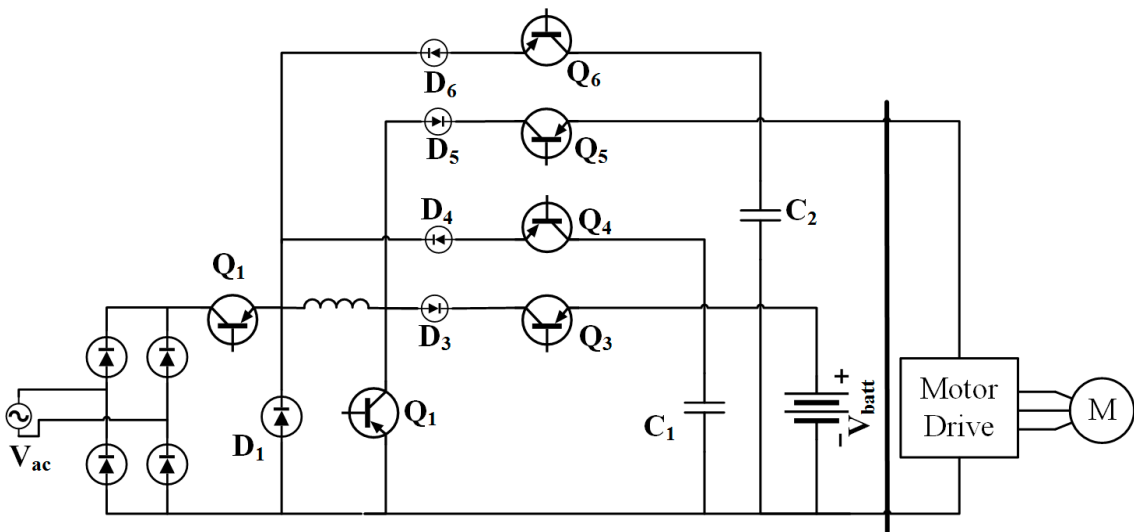 D6
Q6
D5
Q5
D4
Q4
C2
Q1
D3
Q3
Vac
D1
Q1
C1
+
Vbatt
−
Motor
Drive
M